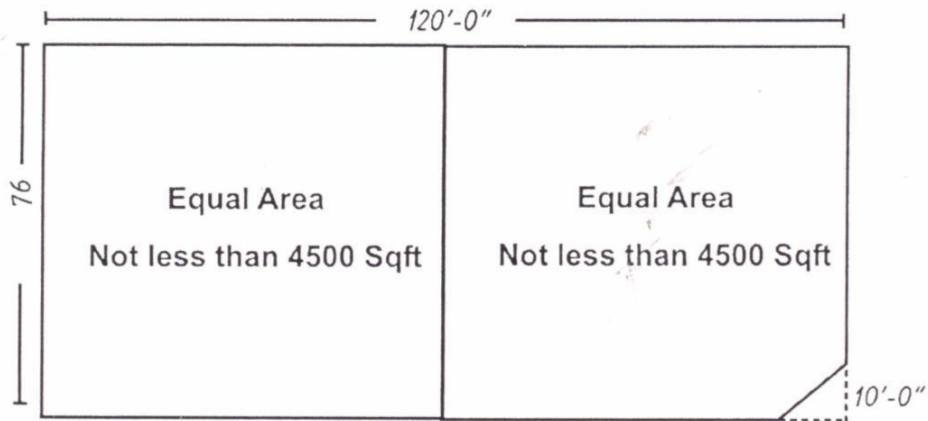 120'-0"
76
Equal Area
Not less than 4500 Sqft
Equal Area
Not less than 4500 Sqft
10'-0"